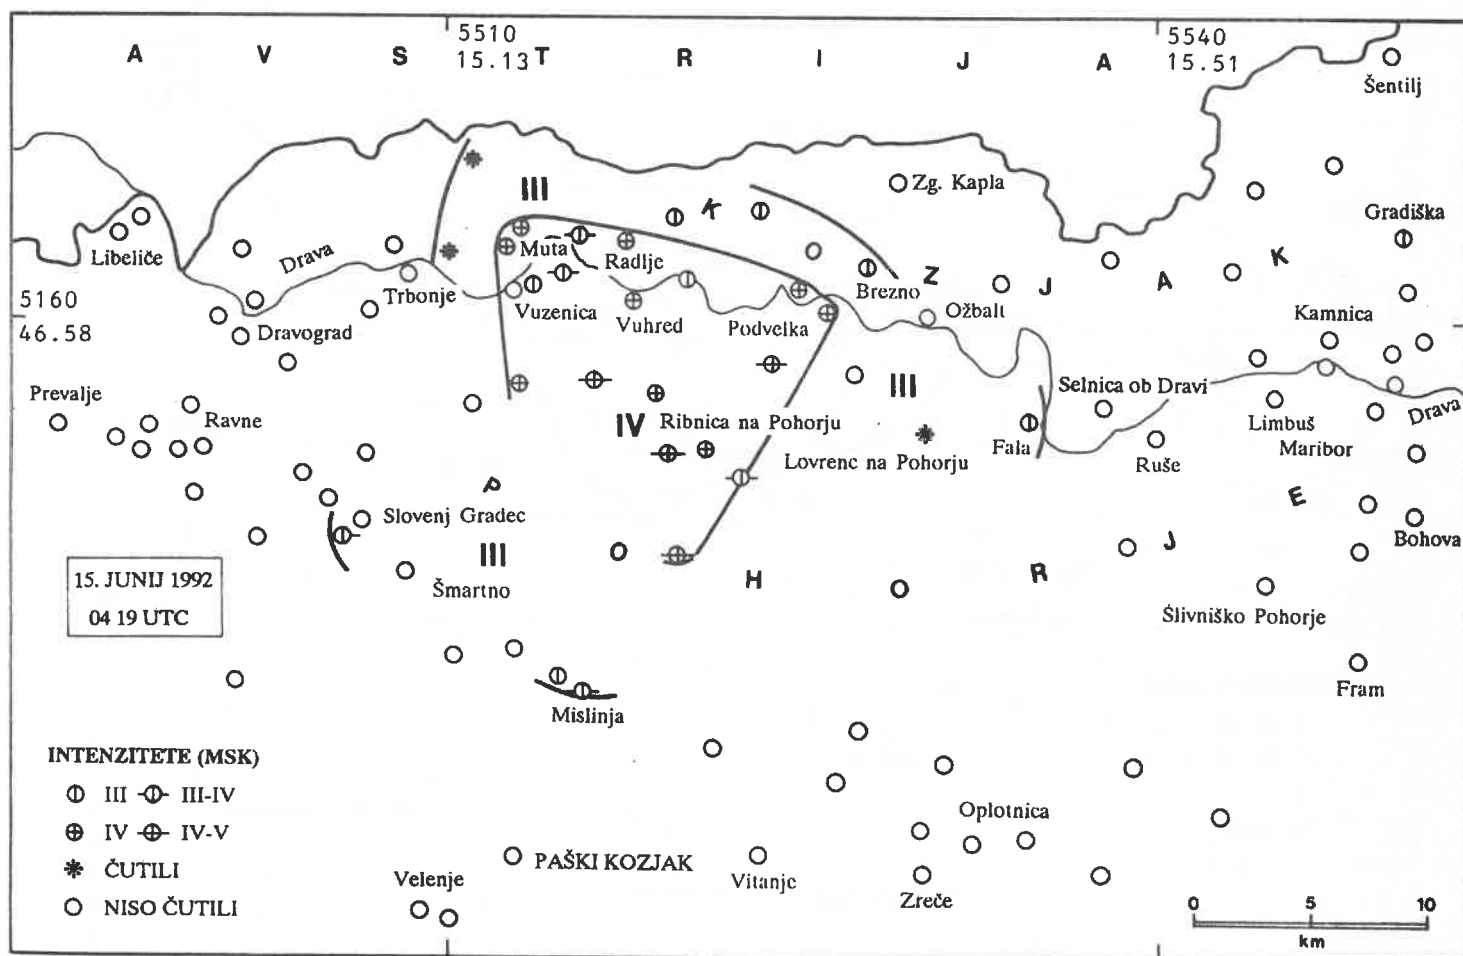 5510
15.13
5540
15.51
A V S T R I J A
Šentilj
Zg. Kapla
III
K O Z J A K
Gradiška
Libeliče
Drava
Muta
Radlje
Trbonje
Vuzenica
Vuhred
Podvelka
Brezno
Ožbalt
5160
46.58
Dravograd
Kamnica
Prevalje
Ravne
III
Selnica ob Dravi
Drava
IV
Ribnica na Pohorju
Lovrenc na Pohorju
Fala
Ruše
Limbuš
Maribor
P O H O R J E
Slovenj Gradec
III
Bohova
Šmartno
15. JUNIJ 1992
04 19 UTC
Šlivniško Pohorje
Fram
Mislinja
INTENZITETE (MSK)
III III-IV
IV IV-V
ČUTILI
NISO ČUTILI
Oplotnica
PAŠKI KOZJAK
Vitanje
Velenje
Zreče
0 5 10
km